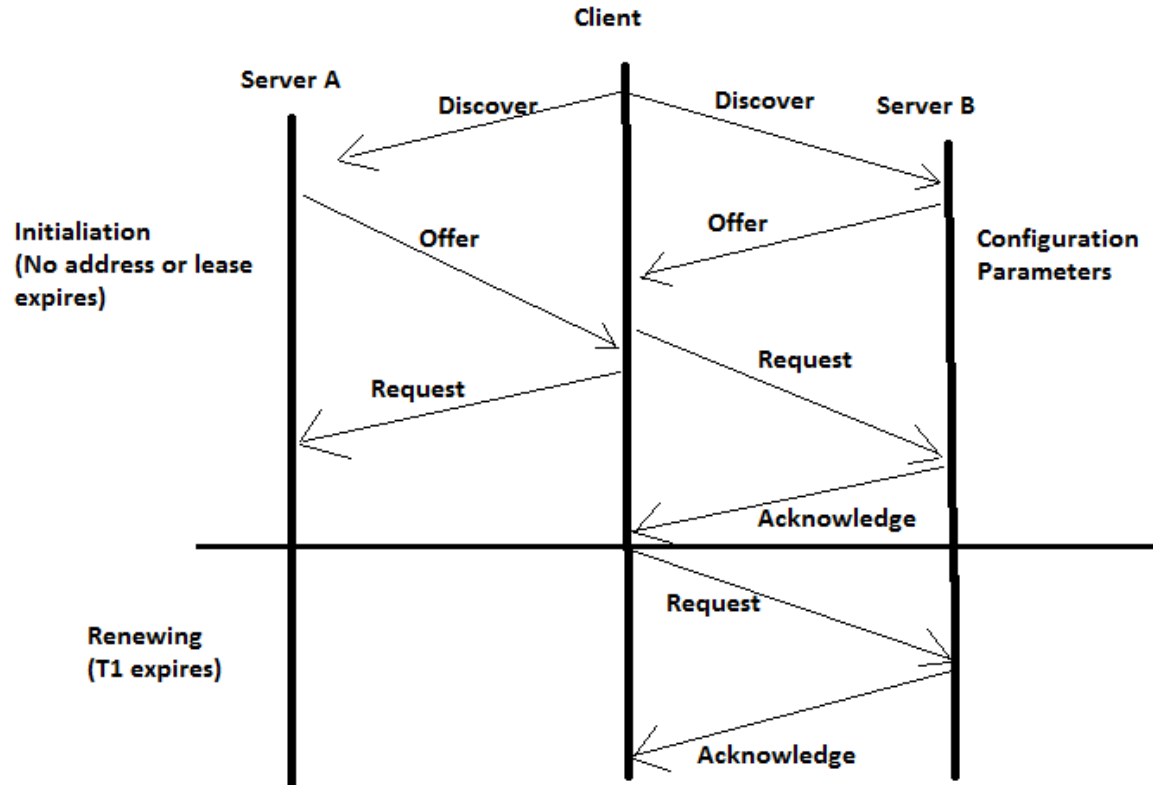 Client
Server A
Discover
Discover
Server B
Initialiation
(No address or lease
expires)
Offer
Offer
Configuration
Parameters
Request
Request
Acknowledge
Request
Renewing
(T1 expires)
Acknowledge